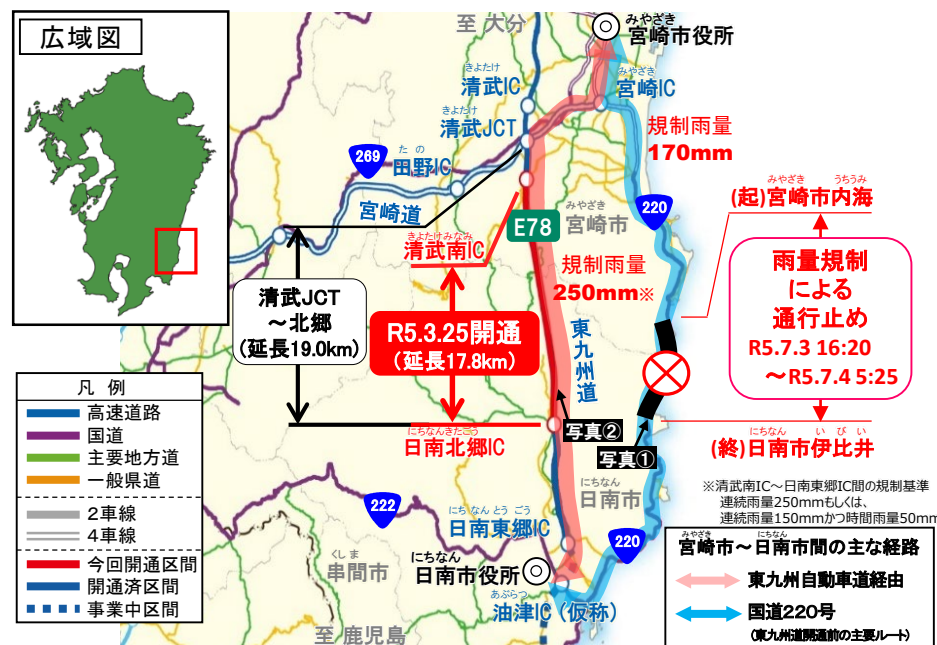 広域図
至 大分
みやざき
宮崎市役所
きよたけ
清武IC
みやざき
宮崎IC
きよたけ
清武JCT
規制雨量
170mm
269
たの
田野IC
宮崎道
220
みやざき うちうみ
(起)宮崎市内海
E78
みやざき
宮崎市
きよたけみなみ
清武南IC
規制雨量
250mm※
雨量規制
による
通行止め
R5.7.3 16:20
～R5.7.4 5:25
清武JCT
～北郷
(延長19.0km)
R5.3.25開通
(延長17.8km)
東九州道
凡 例
高速道路
国道
主要地方道
一般県道
2車線
4車線
今回開通区間
開通済区間
事業中区間
にちなんきたごう
日南北郷IC
写真②
写真①
にちなん いびい
(終)日南市伊比井
※清武南IC～日南東郷IC間の規制基準
連続雨量250mmもしくは、
連続雨量150mmかつ時間雨量50mm
にちなん
日南市
222
にちなんとうごう
日南東郷IC
220
くしま
串間市
にちなん
日南市役所
あぶらつ
油津IC(仮称)
至 鹿児島
みやざき にちなん
宮崎市～日南市間の主な経路
東九州自動車道経由
国道220号
(東九州道開通前の主要ルート)